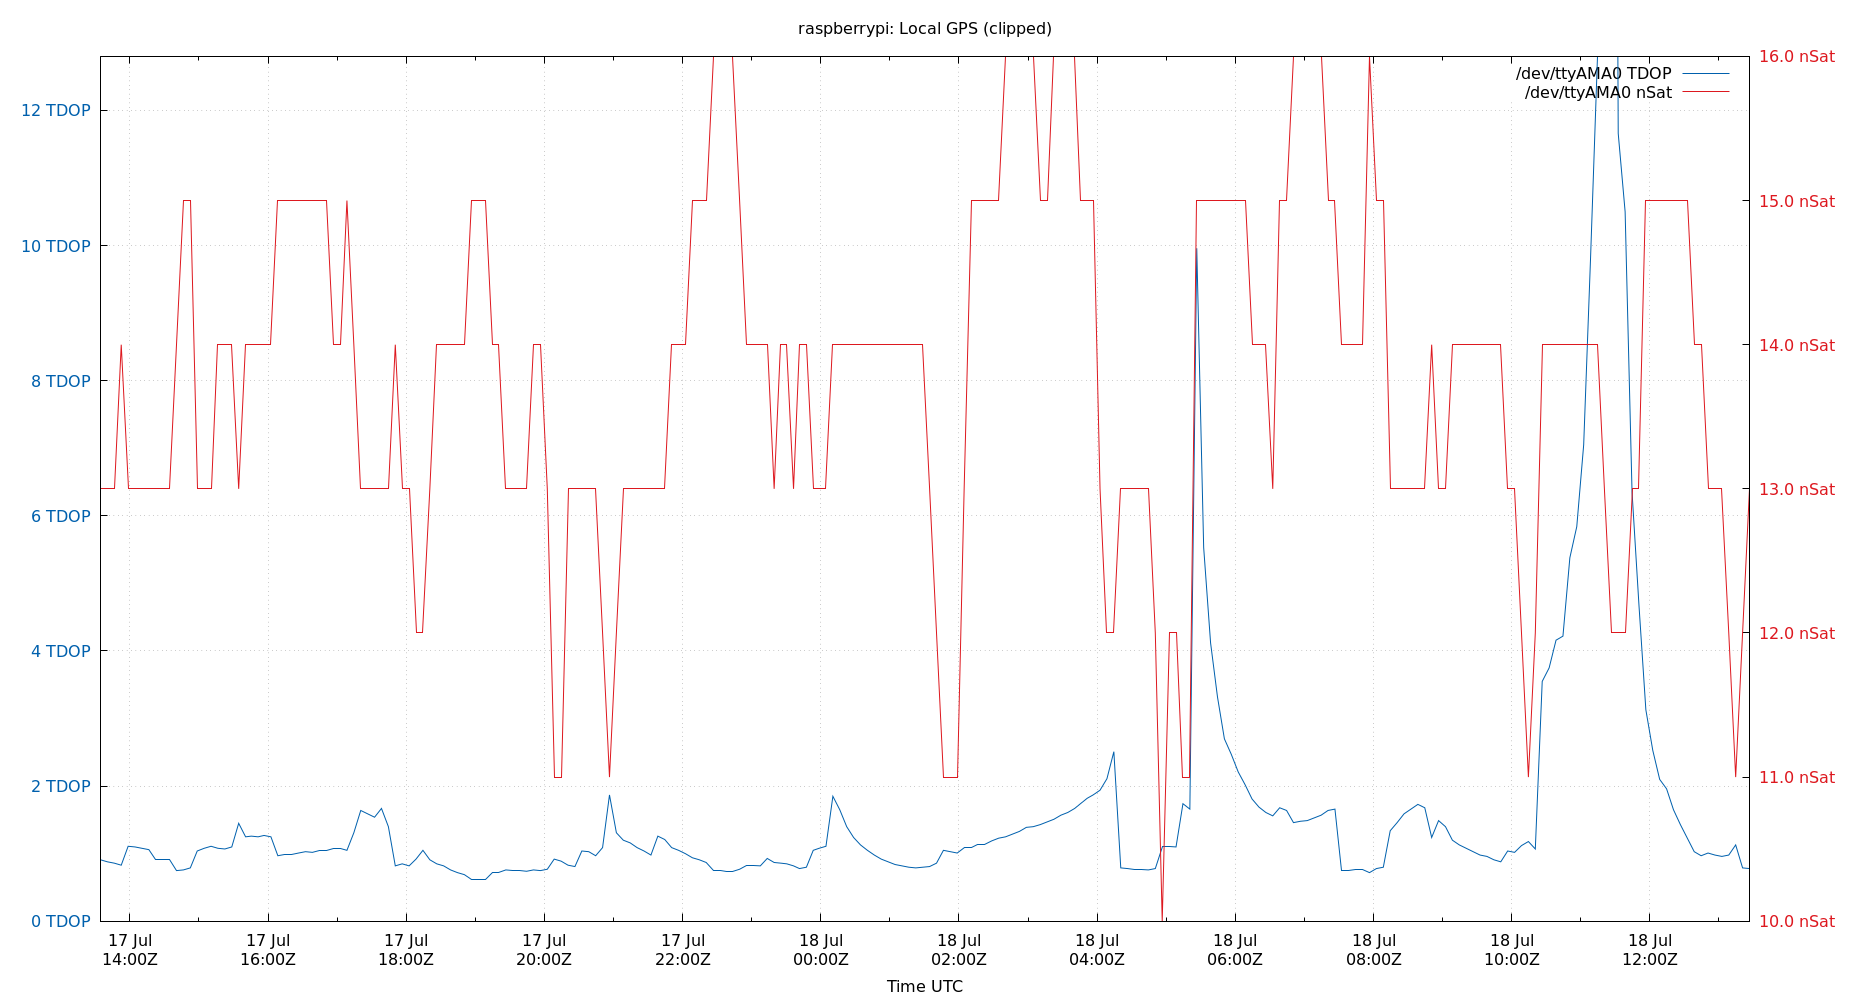 raspberrypi: Local GPS (clipped)
/dev/ttyAMA0 TDOP
/dev/ttyAMA0 nSat
12 TDOP
10 TDOP
8 TDOP
6 TDOP
4 TDOP
2 TDOP
0 TDOP
16.0 nSat
15.0 nSat
14.0 nSat
13.0 nSat
12.0 nSat
11.0 nSat
10.0 nSat
17 Jul
14:00Z
17 Jul
16:00Z
17 Jul
18:00Z
17 Jul
20:00Z
17 Jul
22:00Z
18 Jul
00:00Z
18 Jul
02:00Z
18 Jul
04:00Z
18 Jul
06:00Z
18 Jul
08:00Z
18 Jul
10:00Z
18 Jul
12:00Z
Time UTC